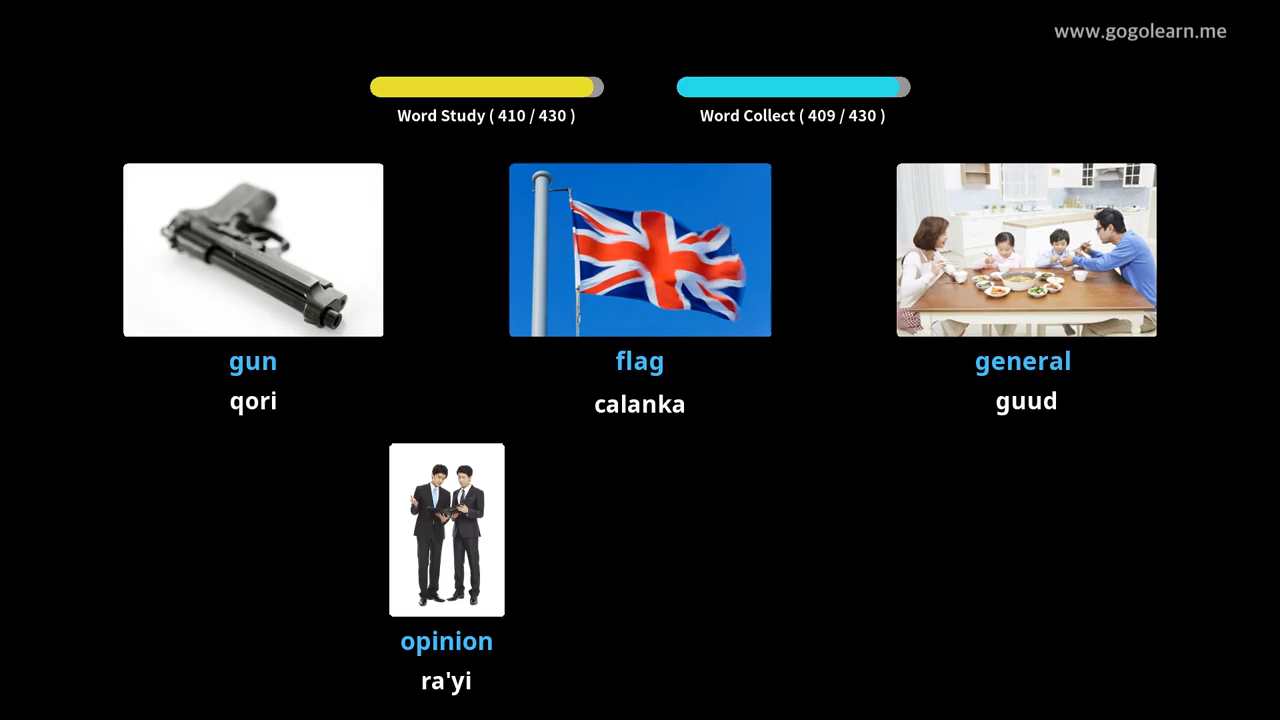 www.gogolearn.me
Word Study ( 410 / 430 )
Word Collect ( 409 / 430 )
gun
qori
flag
calanka
general
guud
opinion
ra'yi